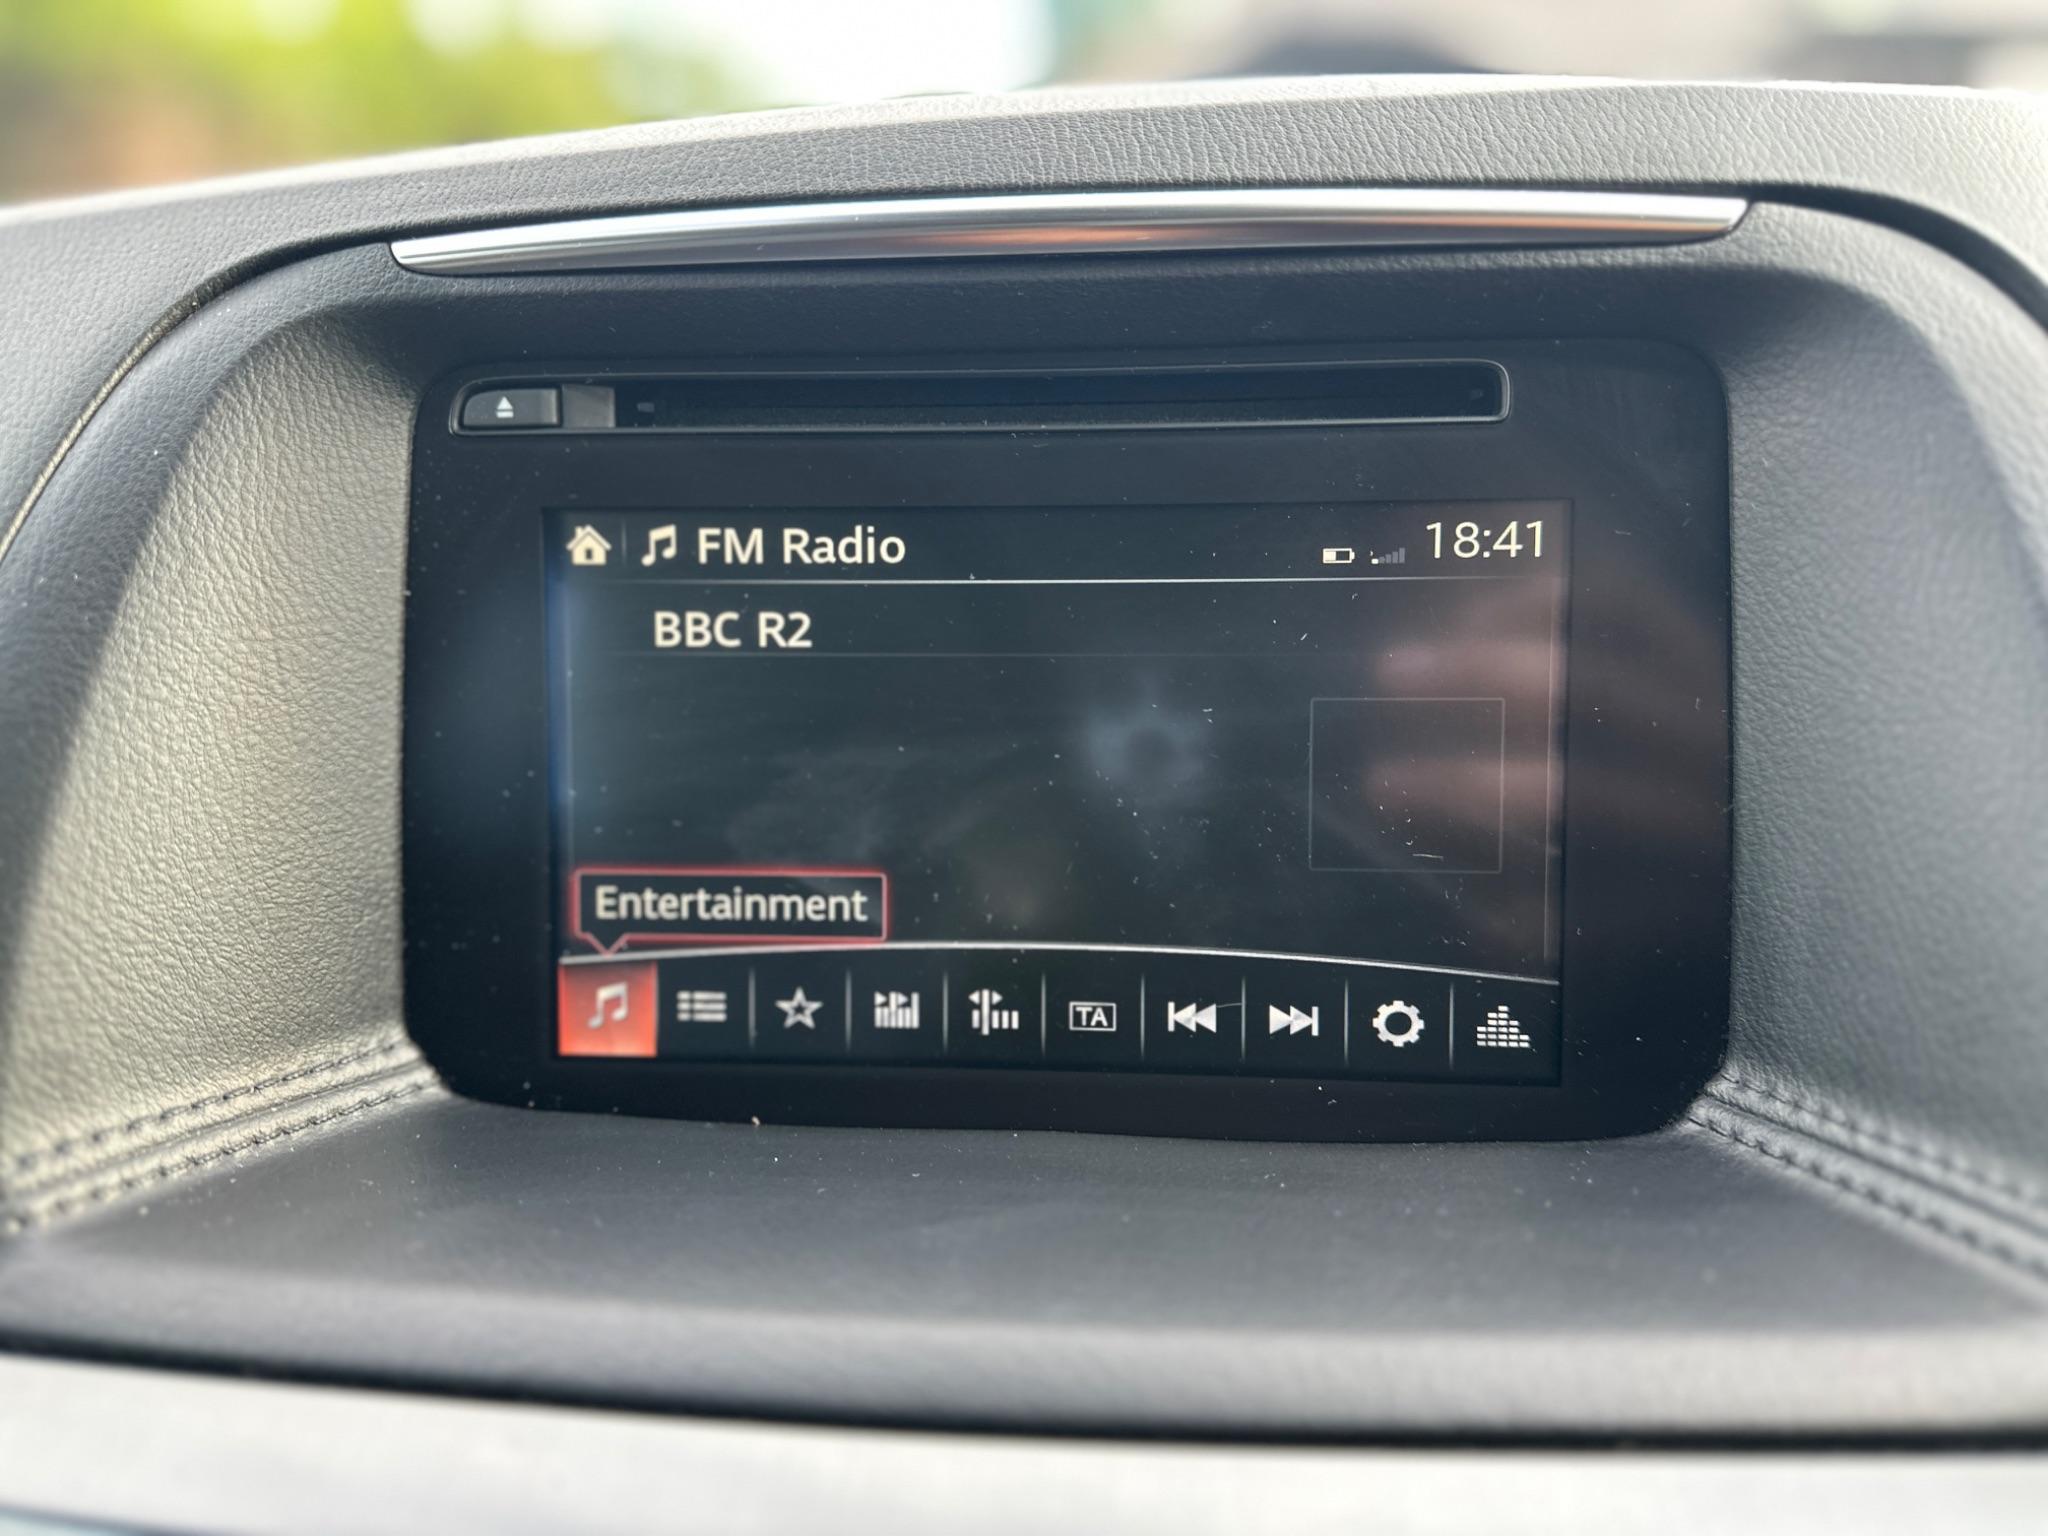 FM Radio
18:41
BBC R2
Entertainment
TA